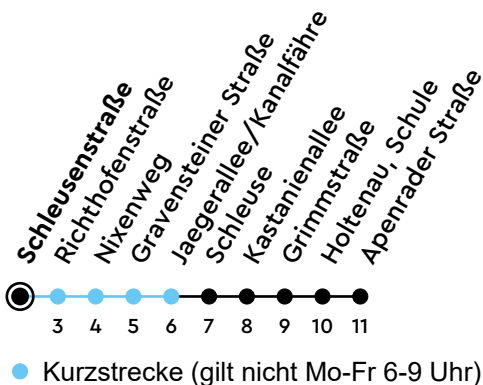 Schleusenstraße
Richthofenstraße
Nixenweg
Gravensteiner Straße
Jaegerallee/Kanalfähre
Schleuse
Kastanienallee
Grimmstraße
Holtenau, Schule
Apenrader Straße
3 4 5 6 7 8 9 10 11
Kurzstrecke (gilt nicht Mo-Fr 6-9 Uhr)